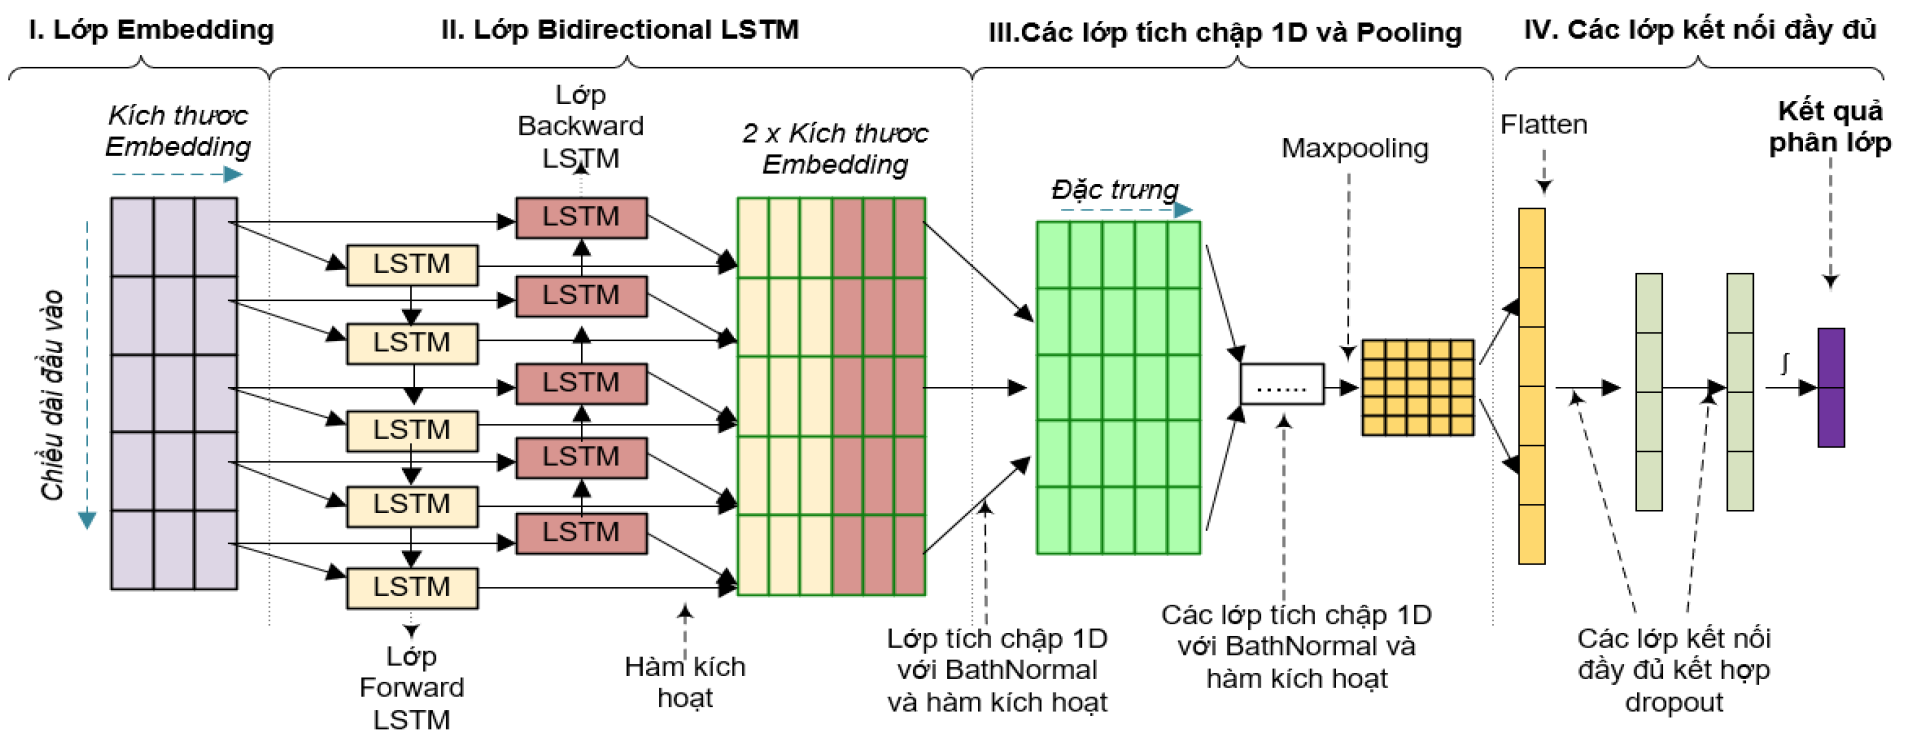 I. Lớp Embedding
II. Lớp Bidirectional LSTM
III.Các lớp tích chập 1D và Pooling
IV. Các lớp kết nối đầy đủ
Kích thươc
Embedding
Chiều dài đầu vào
Lớp
Backward
LSTM
LSTM
LSTM
LSTM
LSTM
LSTM
LSTM
LSTM
LSTM
LSTM
LSTM
Lớp
Forward
LSTM
Hàm kích
hoạt
2 x Kích thươc
Embedding
Lớp tích chập 1D
với BathNormal
và hàm kích hoạt
Đặc trưng
......
Các lớp tích chập 1D
với BathNormal và
hàm kích hoạt
Maxpooling
Flatten
∫
Các lớp kết nối
đầy đủ kết hợp
dropout
Kết quả
phân lớp